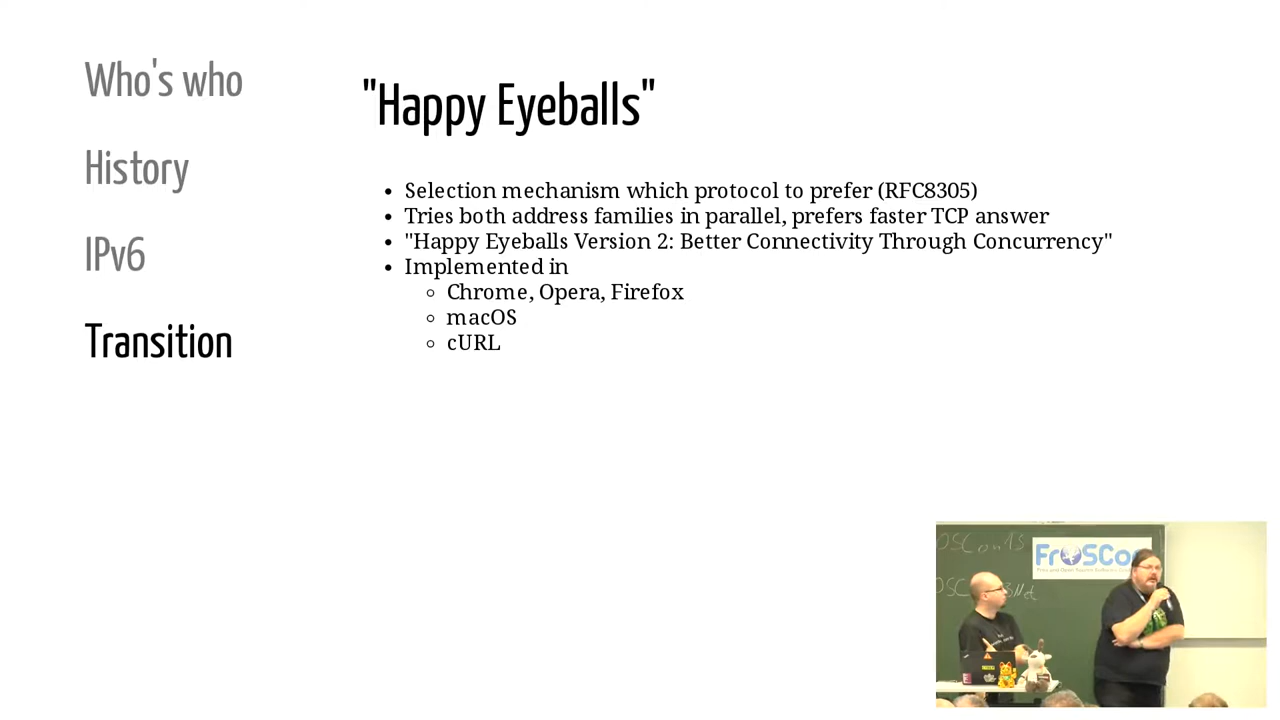 Who's who
History
IPv6
Transition
"Happy Eyeballs"
• Selection mechanism which protocol to prefer (RFC8305)
• Tries both address families in parallel, prefers faster TCP answer
• "Happy Eyeballs Version 2: Better Connectivity Through Concurrency"
• Implemented in
◦ Chrome, Opera, Firefox
◦ macOS
◦ cURL
FrOSCo